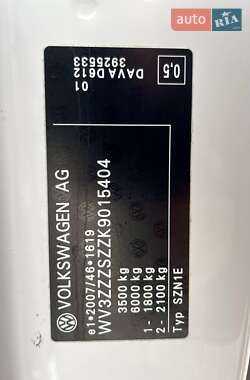 AUTO RIA
VOLKSWAGEN AG
e1*2007/46*1619
WV3ZZZSZZK9015404
3500 kg
6000 kg
1- 1800 kg
2- 2100 kg
Typ SZN1E
01
DAVA D612
3925533
0,5